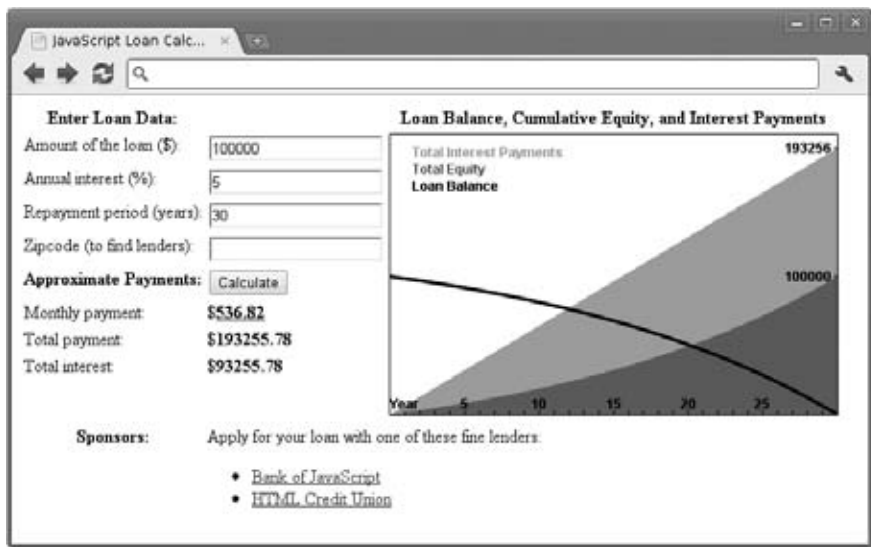 JavaScript Loan Calc...
Enter Loan Data:
Amount of the loan ($):
100000
Annual interest (%):
5
Repayment period (years):
30
Zipcode (to find lenders):
Approximate Payments:
Calculate
Monthly payment:
$536.82
Total payment:
$193255.78
Total interest:
$93255.78
Loan Balance, Cumulative Equity, and Interest Payments
Total Interest Payments
Total Equity
Loan Balance
193256
100000
Year 5 10 15 20 25
Sponsors:
Apply for your loan with one of these fine lenders:
• Bank of JavaScript
• HTML Credit Union